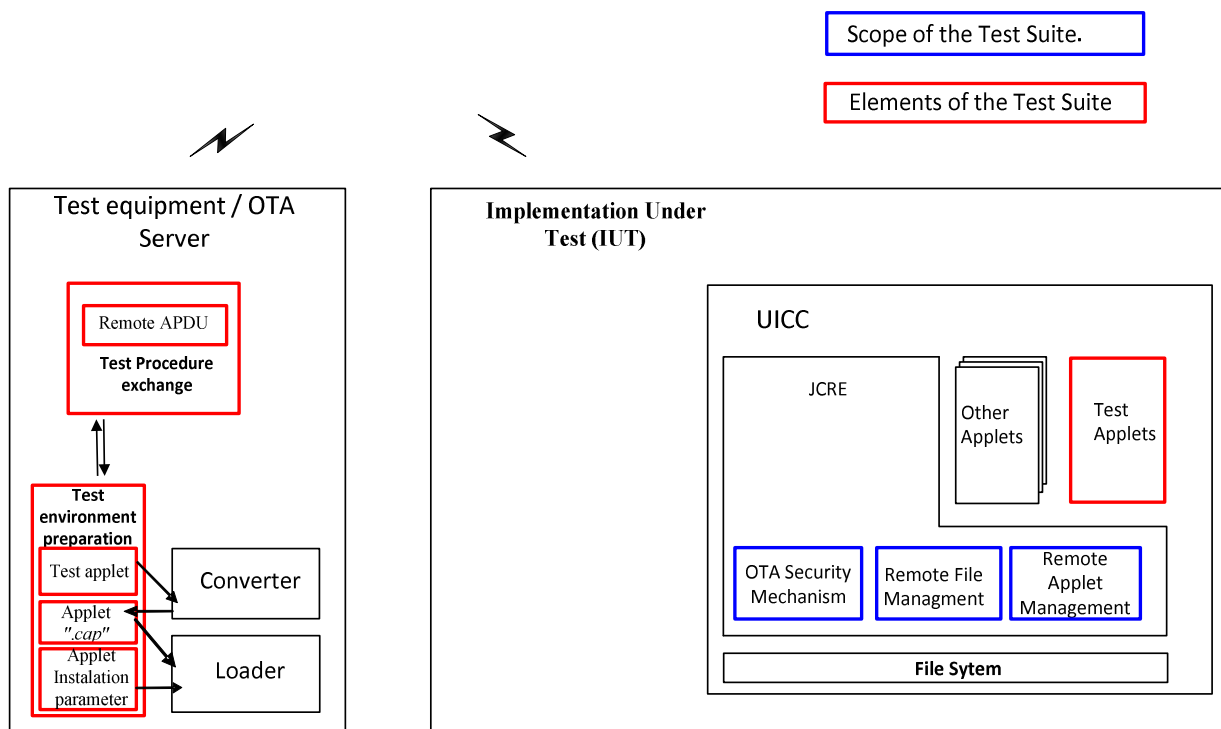 Scope of the Test Suite.
Elements of the Test Suite
Test equipment / OTA
Server
Remote APDU
Test Procedure
exchange
Test
environment
preparation
Test applet
Applet
".cap"
Applet
Instalation
parameter
Converter
Loader
Implementation Under
Test (IUT)
UICC
JCRE
Other
Applets
Test
Applets
OTA Security
Mechanism
Remote File
Managment
Remote
Applet
Management
File Sytem